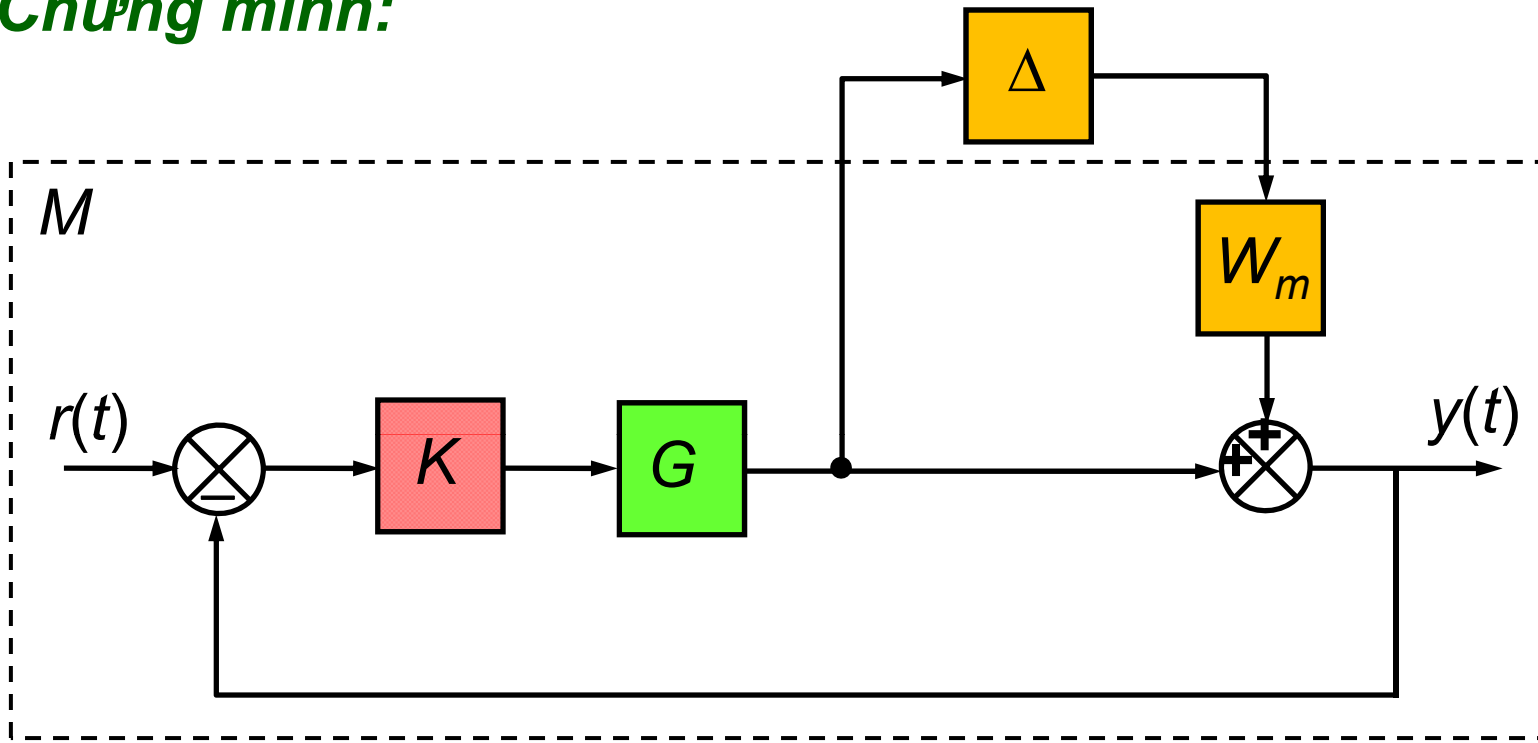 Chứng minh:
Δ
M
W_m
r(t)
K
G
y(t)
+
+
−